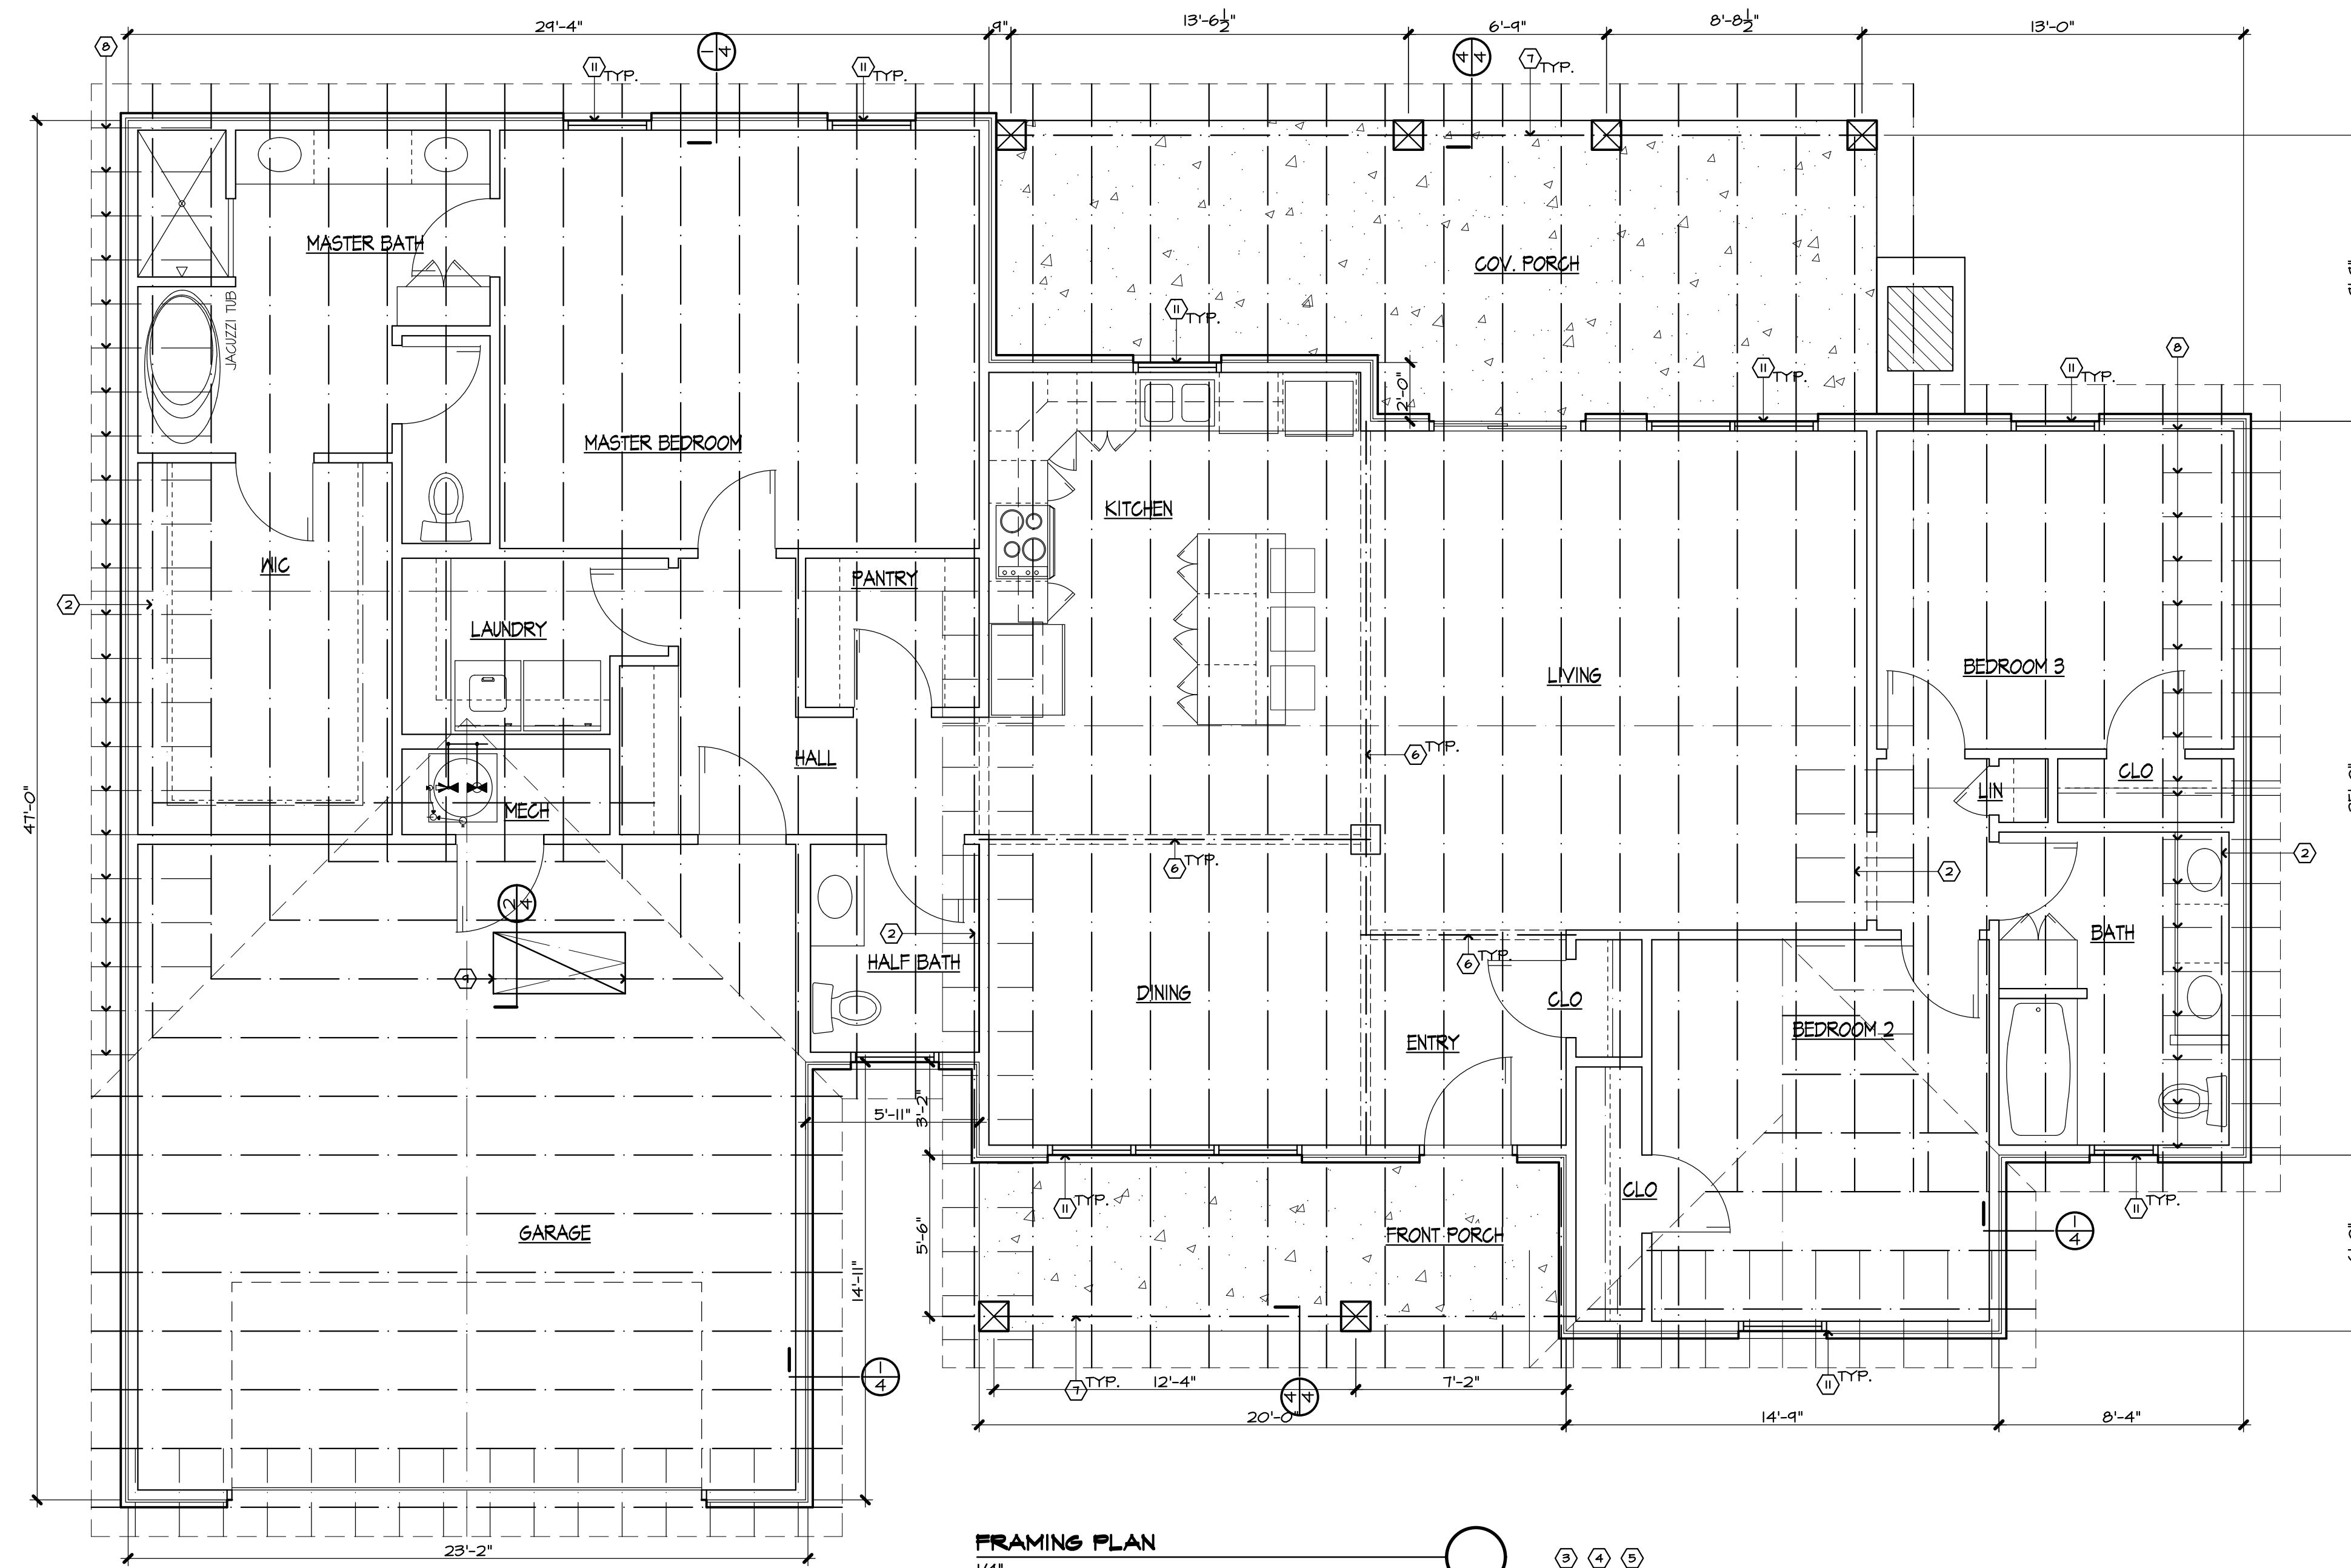 29'-4"
9"
13'-6½"
6'-9"
8'-8½"
13'-0"
8
11 TYP.
1
4
11 TYP.
4
4
7 TYP.
MASTER BATH
COV. PORCH
JACUZZI TUB
11 TYP.
8
11 TYP.
11 TYP.
2'-0"
MASTER BEDROOM
KITCHEN
WIC
PANTRY
2
LAUNDRY
LIVING
BEDROOM 3
HALL
6 TYP.
CLO
LIN
MECH
47'-0"
6 TYP.
2
2
2
4
2
BATH
HALF BATH
6 TYP.
9
DINING
CLO
BEDROOM 2
ENTRY
5'-11"
3'-2"
CLO
11 TYP.
11 TYP.
GARAGE
5'-6"
FRONT PORCH
1
4
14'-11"
1
4
7 TYP.
12'-4"
4
4
7'-2"
11 TYP.
20'-0"
14'-9"
8'-4"
23'-2"
FRAMING PLAN
3 4 5